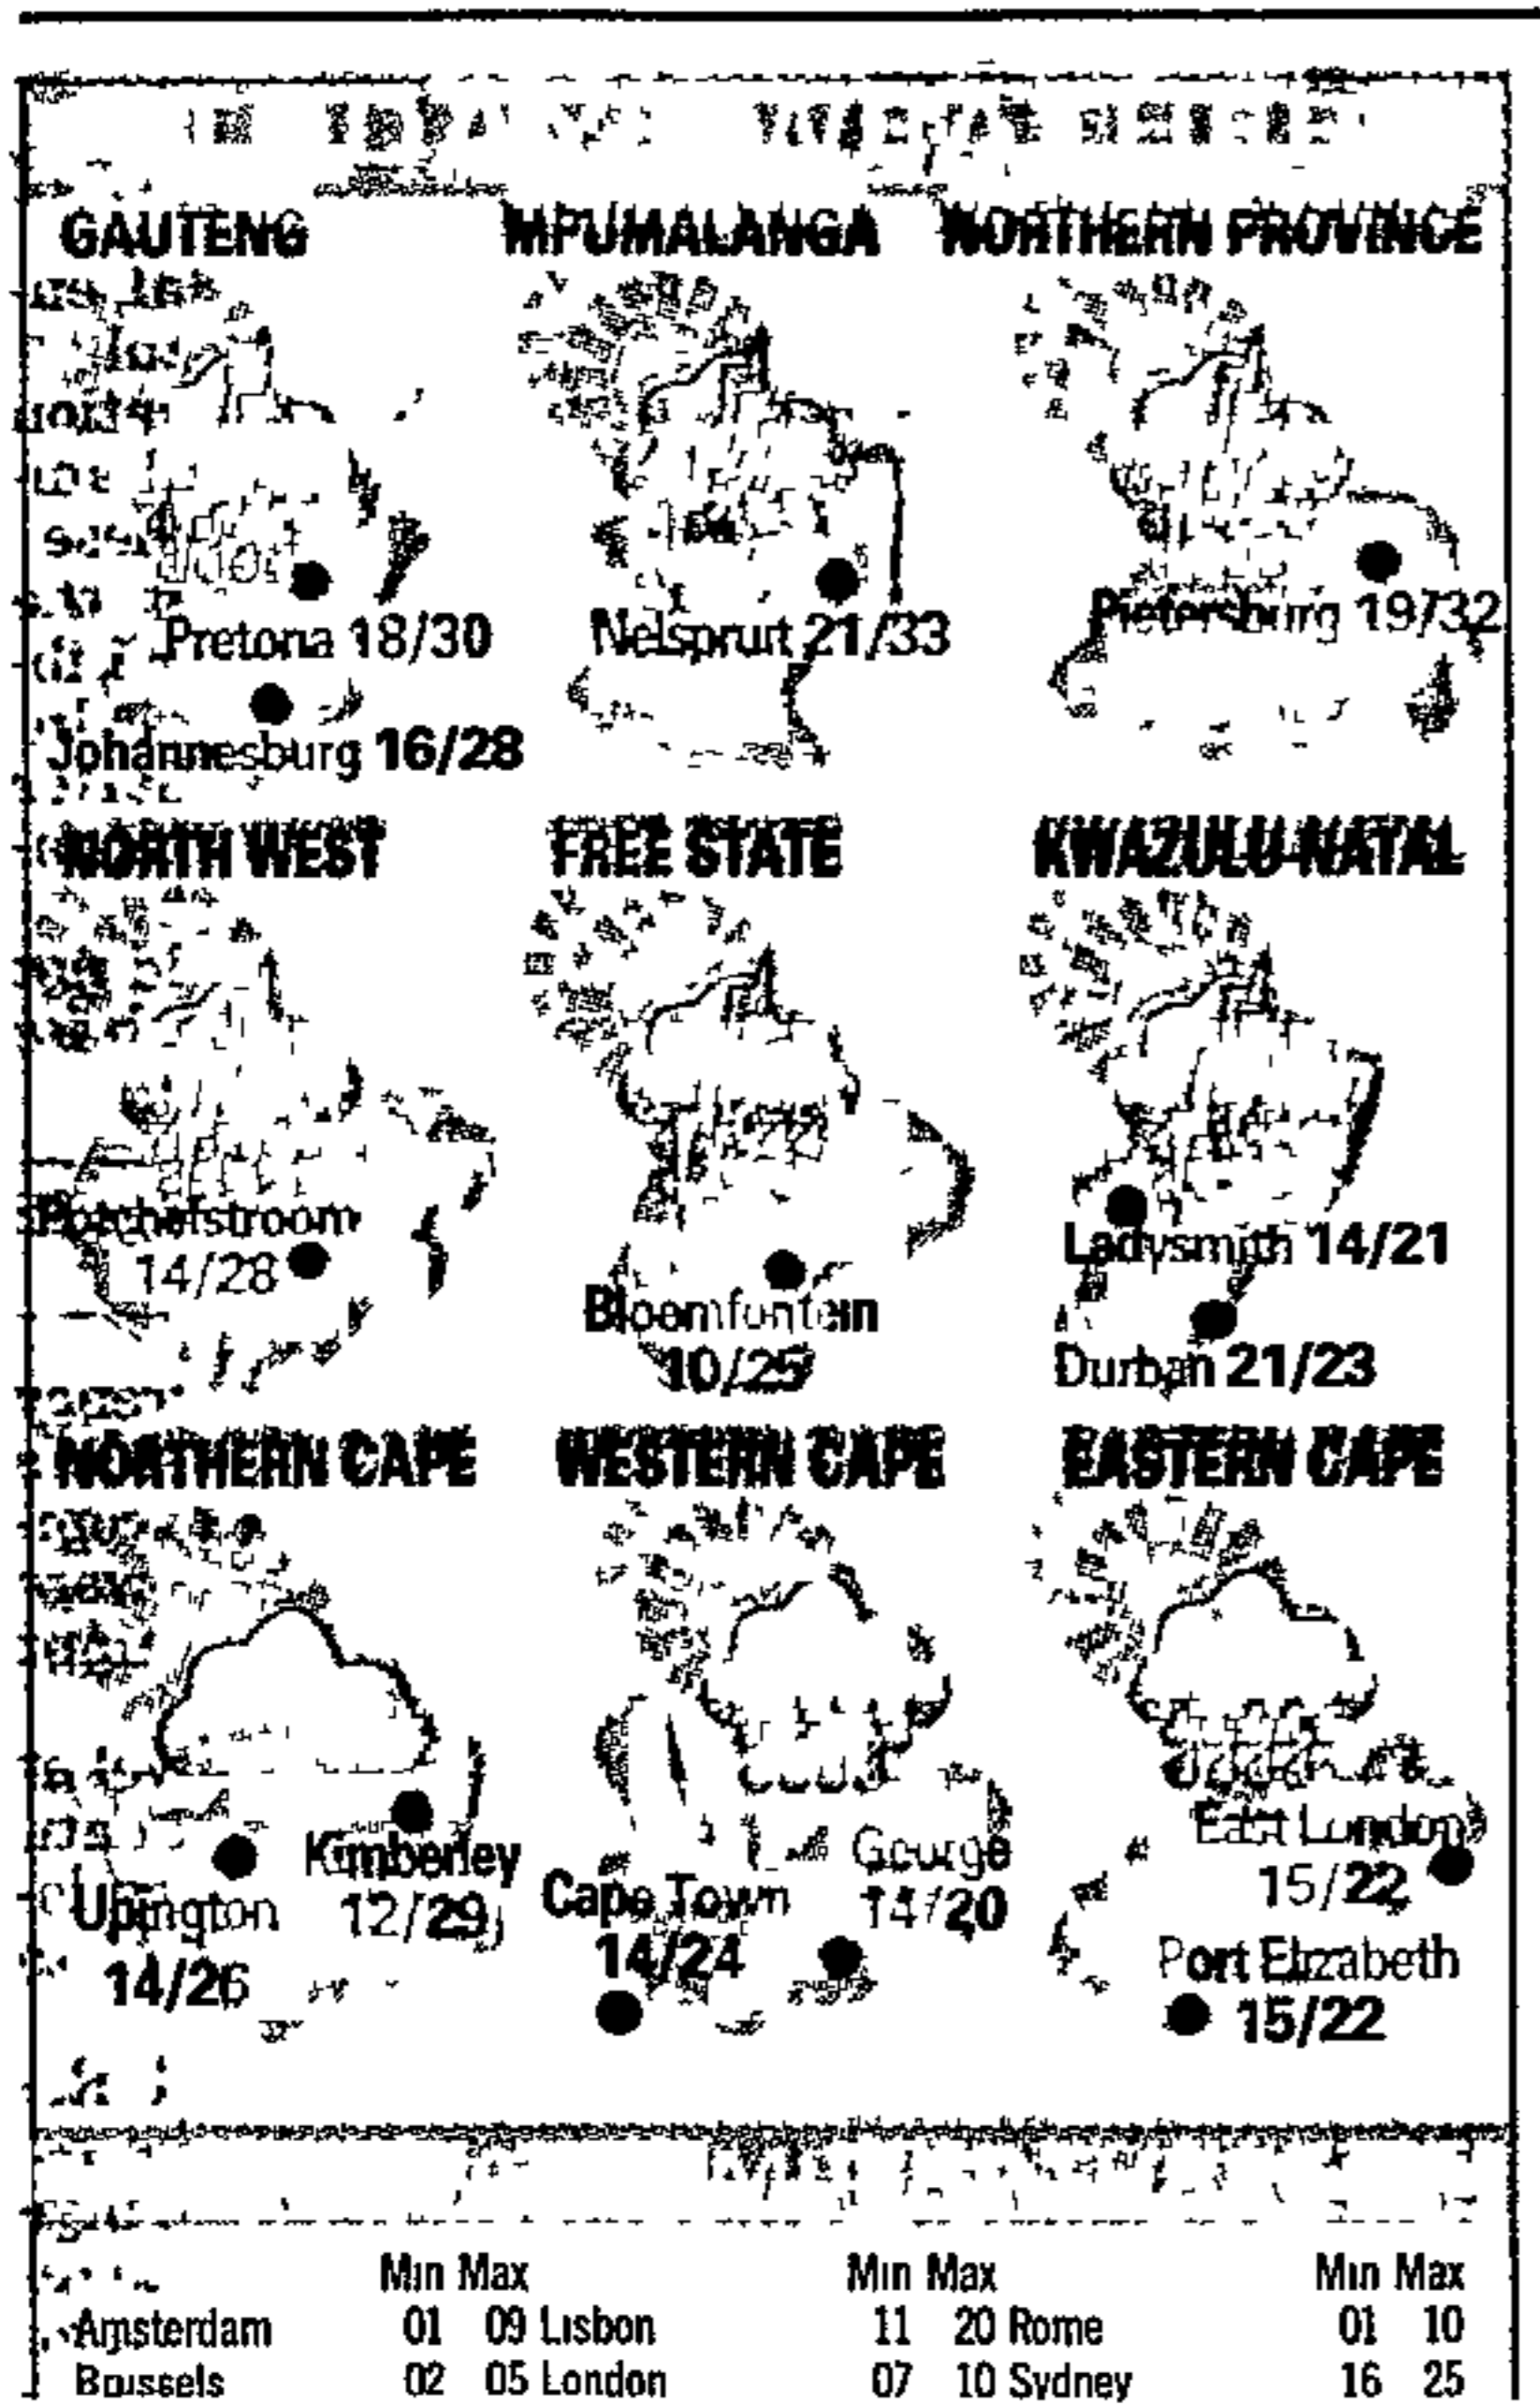 GAUTENG MPUMALANGA NORTHERN PROVINCE
Pretoria 18/30 Nelspruit 21/33 Pietersburg 19/32
Johannesburg 16/28
NORTH WEST FREE STATE KWAZULU-NATAL
Potchefstroom
14/28
Ladysmith 14/21
Bloemfontein
10/25
Durban 21/23
NORTHERN CAPE WESTERN CAPE EASTERN CAPE
Upington
14/26
Kimberley
12/29
Cape Town
14/24
George
14/20
East London
15/22
Port Elizabeth
15/22
Min Max Min Max Min Max
Amsterdam 01 09 Lisbon 11 20 Rome 01 10
Brussels 02 05 London 07 10 Sydney 16 25